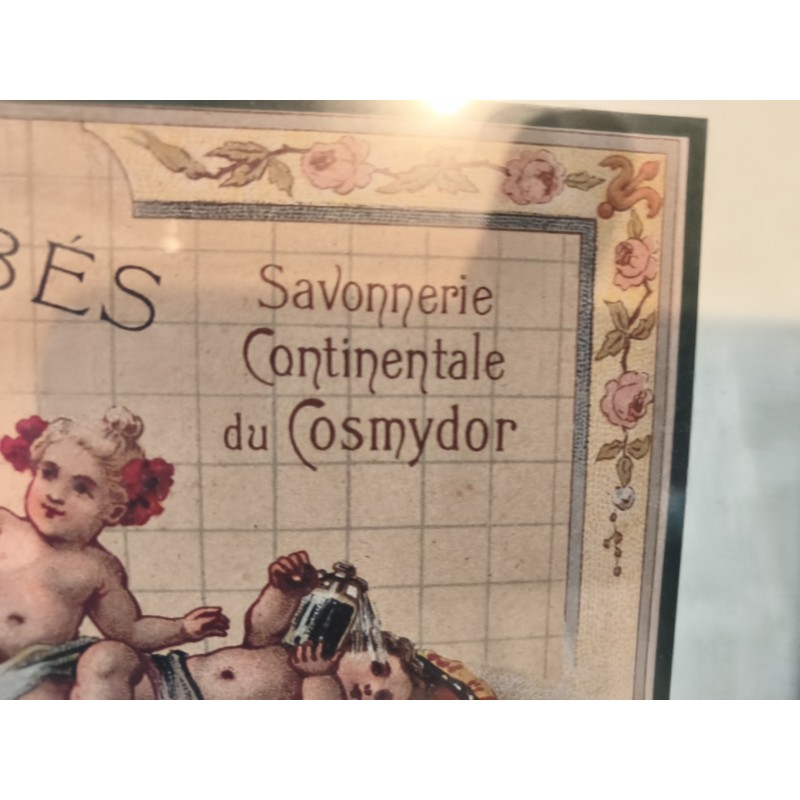 BÉS
Savonnerie
Continentale
du Cosmydor